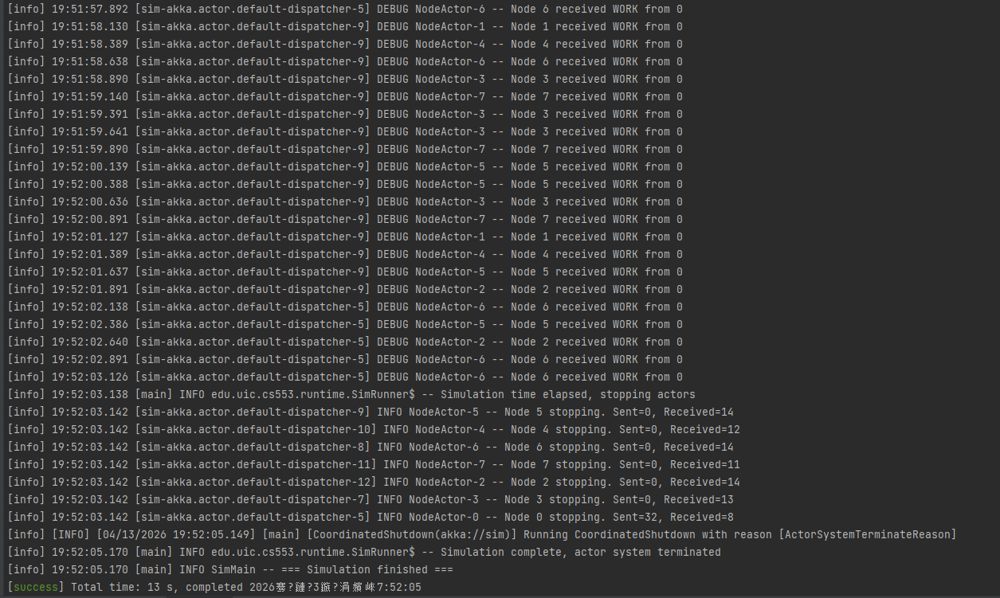 [info] 19:51:57.892 [sim-akka.actor.default-dispatcher-5] DEBUG NodeActor-6 -- Node 6 received WORK from 0
[info] 19:51:58.130 [sim-akka.actor.default-dispatcher-9] DEBUG NodeActor-1 -- Node 1 received WORK from 0
[info] 19:51:58.389 [sim-akka.actor.default-dispatcher-9] DEBUG NodeActor-4 -- Node 4 received WORK from 0
[info] 19:51:58.638 [sim-akka.actor.default-dispatcher-9] DEBUG NodeActor-6 -- Node 6 received WORK from 0
[info] 19:51:58.890 [sim-akka.actor.default-dispatcher-9] DEBUG NodeActor-3 -- Node 3 received WORK from 0
[info] 19:51:59.140 [sim-akka.actor.default-dispatcher-9] DEBUG NodeActor-7 -- Node 7 received WORK from 0
[info] 19:51:59.391 [sim-akka.actor.default-dispatcher-9] DEBUG NodeActor-3 -- Node 3 received WORK from 0
[info] 19:51:59.641 [sim-akka.actor.default-dispatcher-9] DEBUG NodeActor-3 -- Node 3 received WORK from 0
[info] 19:51:59.890 [sim-akka.actor.default-dispatcher-9] DEBUG NodeActor-7 -- Node 7 received WORK from 0
[info] 19:52:00.139 [sim-akka.actor.default-dispatcher-9] DEBUG NodeActor-5 -- Node 5 received WORK from 0
[info] 19:52:00.388 [sim-akka.actor.default-dispatcher-9] DEBUG NodeActor-5 -- Node 5 received WORK from 0
[info] 19:52:00.636 [sim-akka.actor.default-dispatcher-9] DEBUG NodeActor-3 -- Node 3 received WORK from 0
[info] 19:52:00.891 [sim-akka.actor.default-dispatcher-9] DEBUG NodeActor-7 -- Node 7 received WORK from 0
[info] 19:52:01.127 [sim-akka.actor.default-dispatcher-9] DEBUG NodeActor-1 -- Node 1 received WORK from 0
[info] 19:52:01.389 [sim-akka.actor.default-dispatcher-9] DEBUG NodeActor-4 -- Node 4 received WORK from 0
[info] 19:52:01.637 [sim-akka.actor.default-dispatcher-9] DEBUG NodeActor-5 -- Node 5 received WORK from 0
[info] 19:52:01.891 [sim-akka.actor.default-dispatcher-9] DEBUG NodeActor-2 -- Node 2 received WORK from 0
[info] 19:52:02.138 [sim-akka.actor.default-dispatcher-5] DEBUG NodeActor-6 -- Node 6 received WORK from 0
[info] 19:52:02.386 [sim-akka.actor.default-dispatcher-5] DEBUG NodeActor-5 -- Node 5 received WORK from 0
[info] 19:52:02.640 [sim-akka.actor.default-dispatcher-5] DEBUG NodeActor-2 -- Node 2 received WORK from 0
[info] 19:52:02.891 [sim-akka.actor.default-dispatcher-5] DEBUG NodeActor-6 -- Node 6 received WORK from 0
[info] 19:52:03.126 [sim-akka.actor.default-dispatcher-5] DEBUG NodeActor-6 -- Node 6 received WORK from 0
[info] 19:52:03.138 [main] INFO edu.uic.cs553.runtime.SimRunner$ -- Simulation time elapsed, stopping actors
[info] 19:52:03.142 [sim-akka.actor.default-dispatcher-9] INFO NodeActor-5 -- Node 5 stopping. Sent=0, Received=14
[info] 19:52:03.142 [sim-akka.actor.default-dispatcher-10] INFO NodeActor-4 -- Node 4 stopping. Sent=0, Received=12
[info] 19:52:03.142 [sim-akka.actor.default-dispatcher-8] INFO NodeActor-6 -- Node 6 stopping. Sent=0, Received=14
[info] 19:52:03.142 [sim-akka.actor.default-dispatcher-11] INFO NodeActor-7 -- Node 7 stopping. Sent=0, Received=11
[info] 19:52:03.142 [sim-akka.actor.default-dispatcher-12] INFO NodeActor-2 -- Node 2 stopping. Sent=0, Received=14
[info] 19:52:03.142 [sim-akka.actor.default-dispatcher-7] INFO NodeActor-3 -- Node 3 stopping. Sent=0, Received=13
[info] 19:52:03.142 [sim-akka.actor.default-dispatcher-5] INFO NodeActor-0 -- Node 0 stopping. Sent=32, Received=8
[info] [INFO] [04/13/2026 19:52:05.149] [main] [CoordinatedShutdown(akka://sim)] Running CoordinatedShutdown with reason [ActorSystemTerminateReason]
[info] 19:52:05.170 [main] INFO edu.uic.cs553.runtime.SimRunner$ -- Simulation complete, actor system terminated
[info] 19:52:05.170 [main] INFO SimMain -- === Simulation finished ===
[success] Total time: 13 s, completed 2026